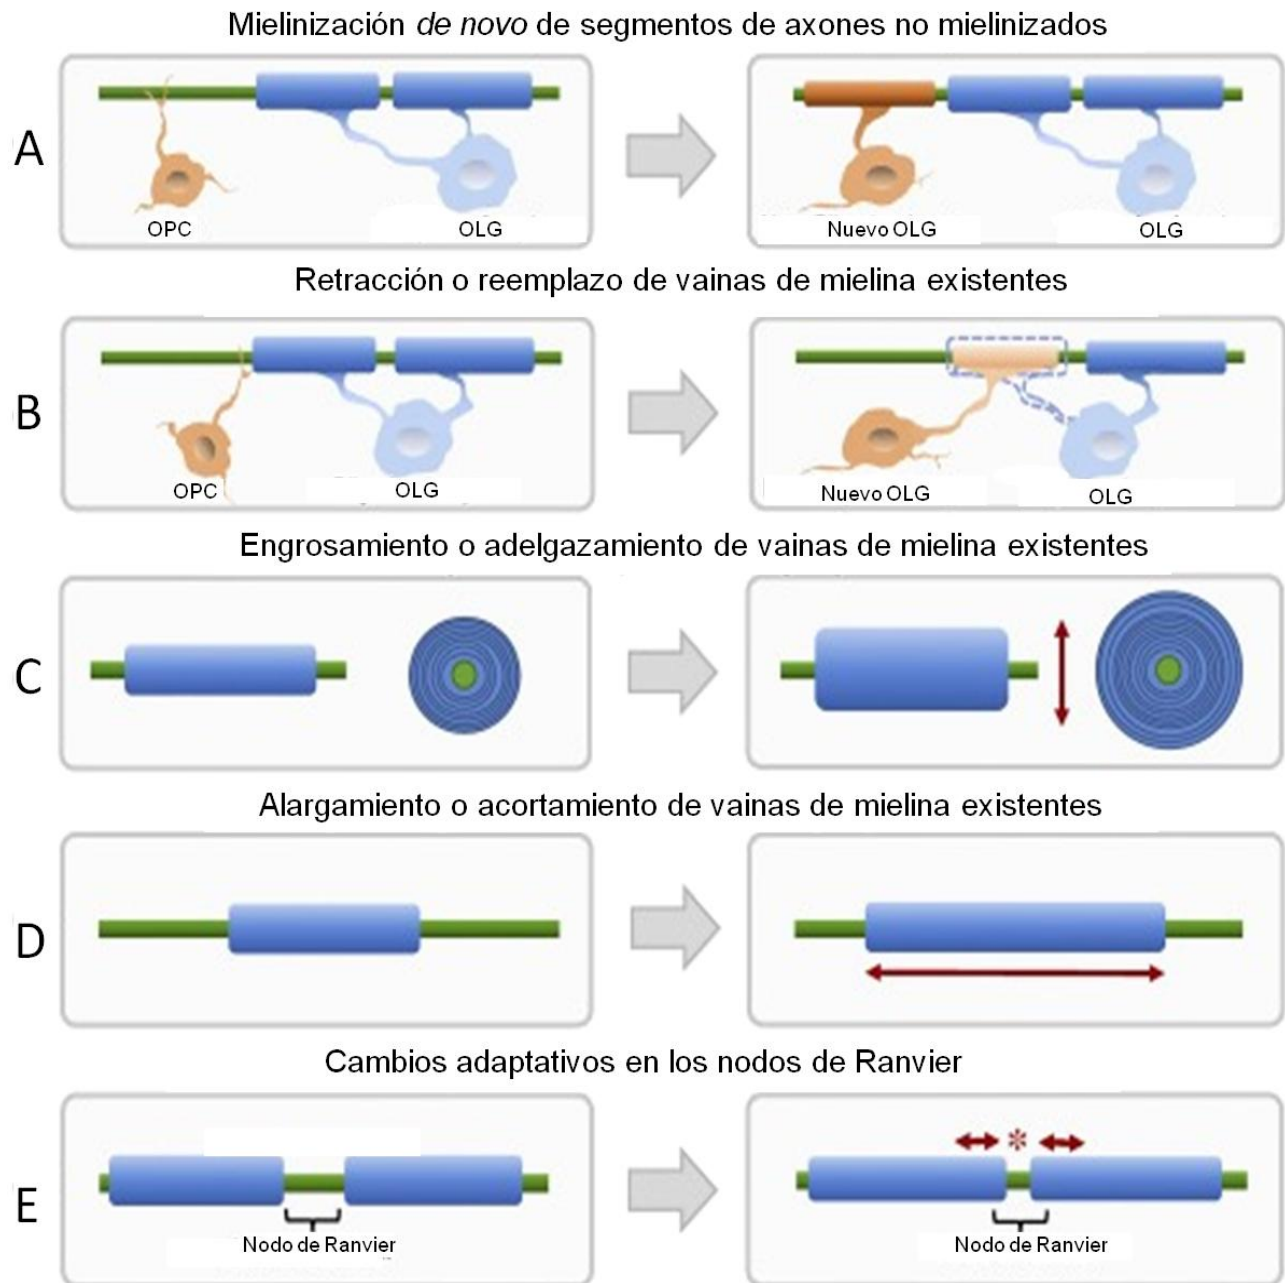 Mielinización de novo de segmentos de axones no mielinizados
A
OPC
OLG
Nuevo OLG
OLG
Retracción o reemplazo de vainas de mielina existentes
B
OPC
OLG
Nuevo OLG
OLG
Engrosamiento o adelgazamiento de vainas de mielina existentes
C
Alargamiento o acortamiento de vainas de mielina existentes
D
Cambios adaptativos en los nodos de Ranvier
E
*
Nodo de Ranvier
Nodo de Ranvier